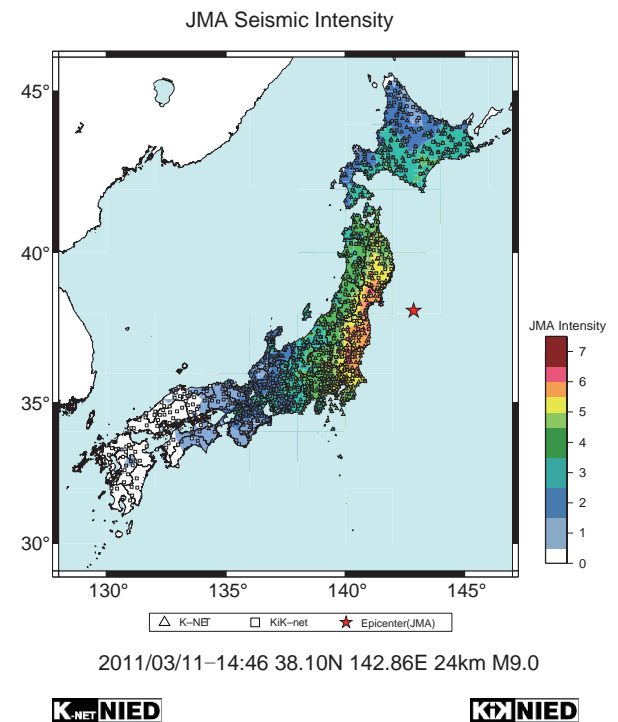 JMA Seismic Intensity
45°
40°
35°
30°
130°
135°
140°
145°
JMA Intensity
7
6
5
4
3
2
1
0
K–NET
KiK–net
Epicenter(JMA)
2011/03/11–14:46 38.10N 142.86E 24km M9.0
K-NET NIED
KiK NIED